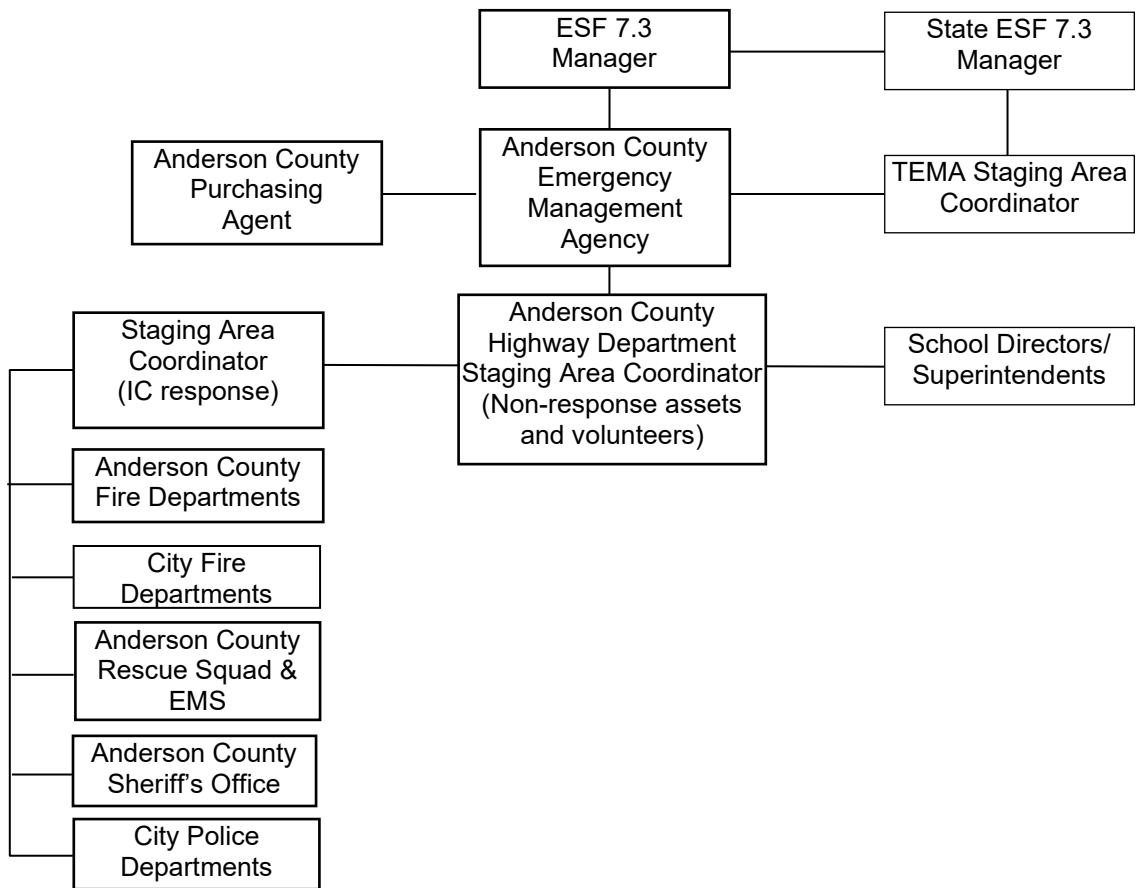 ESF 7.3
Manager
State ESF 7.3
Manager
Anderson County
Purchasing
Agent
Anderson County
Emergency
Management
Agency
TEMA Staging Area
Coordinator
Staging Area
Coordinator
(IC response)
Anderson County
Highway Department
Staging Area Coordinator
(Non-response assets
and volunteers)
School Directors/
Superintendents
Anderson County
Fire Departments
City Fire
Departments
Anderson County
Rescue Squad &
EMS
Anderson County
Sheriff’s Office
City Police
Departments